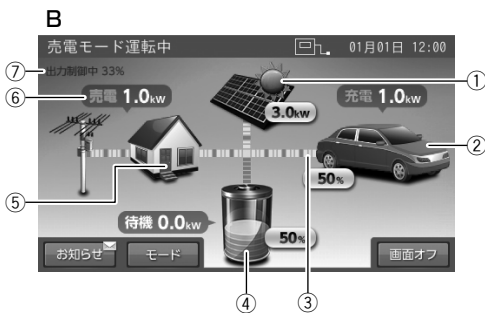 B
売電モード運転中 01月01日 12:00
⑦ 出力制御中 33%
① 
⑥ 売電 1.0kw
充電 1.0kw
3.0kw
②
50%
⑤
待機 0.0kw
50%
お知らせ モード 画面オフ
④ ③